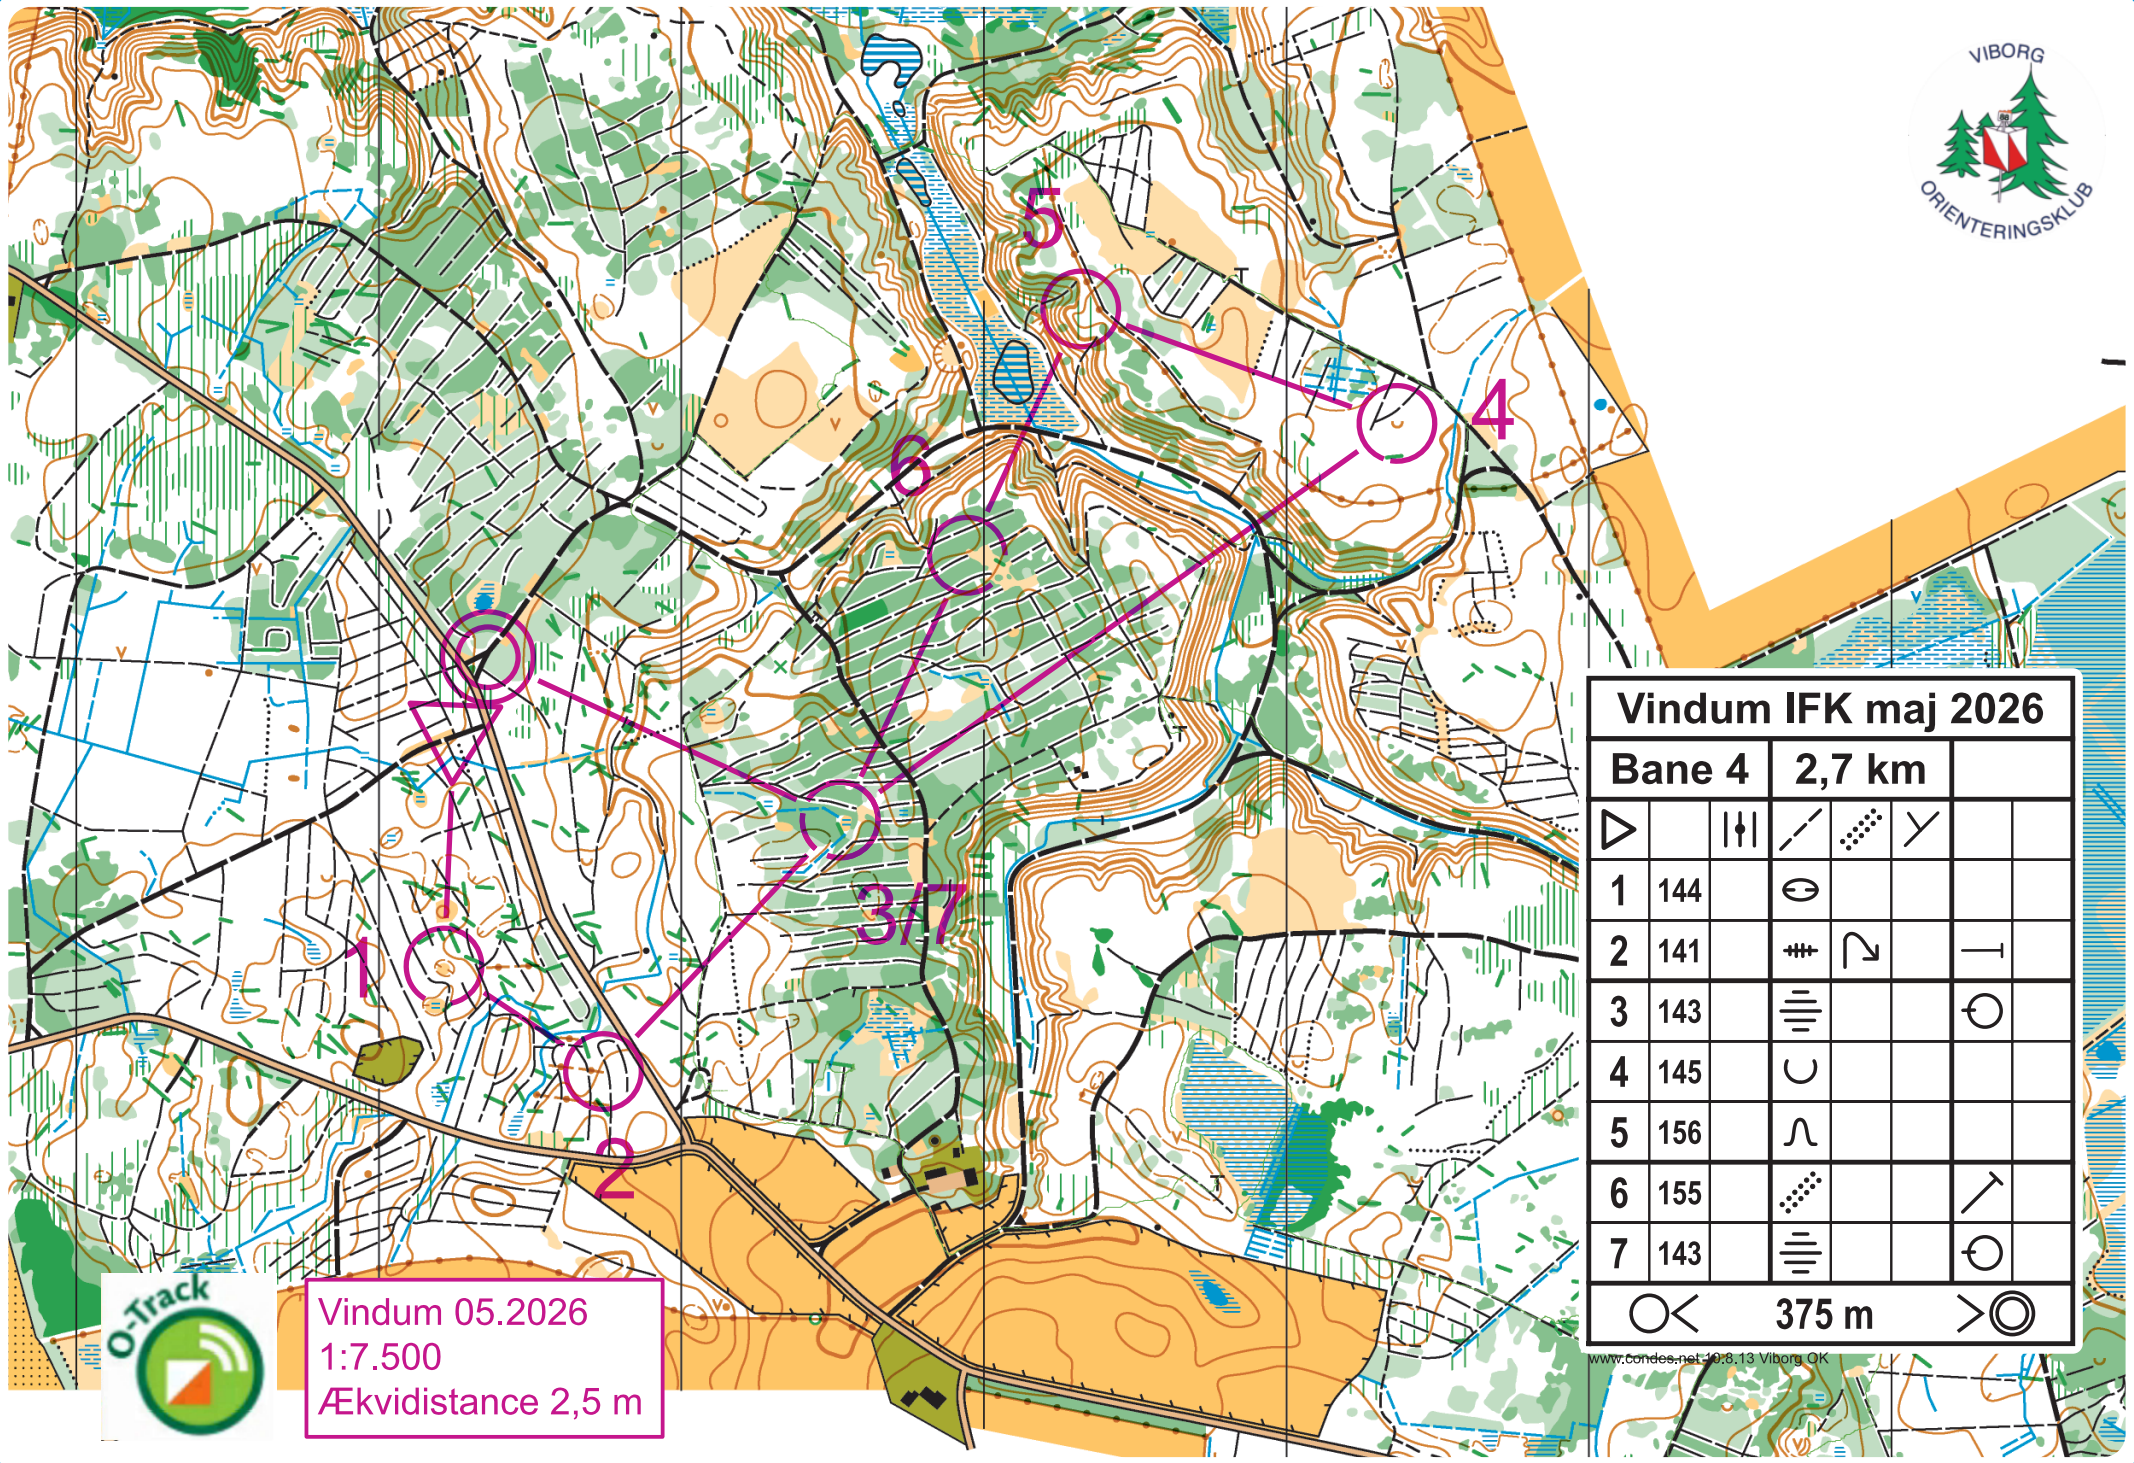 VIBORG
ORIENTERINGSKLUB
5
4
6
3/7
1
2
Vindum IFK maj 2026
Bane 4 2,7 km
1 144
2 141
3 143
4 145
5 156
6 155
7 143
375 m
www.condes.net 10.8.13 Viborg OK
O-Track
Vindum 05.2026
1:7.500
Ækvidistance 2,5 m